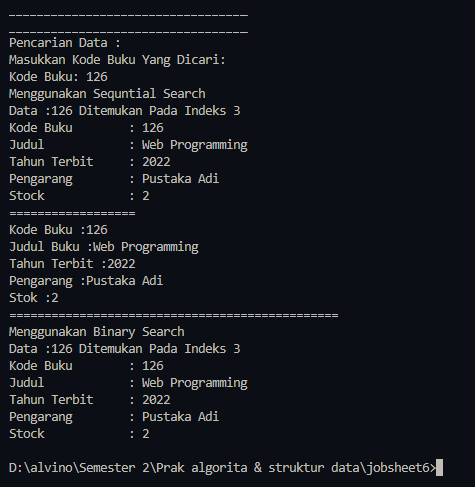 __________________________________
__________________________________
Pencarian Data :
Masukkan Kode Buku Yang Dicari:
Kode Buku: 126
Menggunakan Sequntial Search
Data :126 Ditemukan Pada Indeks 3
Kode Buku        : 126
Judul            : Web Programming
Tahun Terbit     : 2022
Pengarang        : Pustaka Adi
Stock            : 2
==================
Kode Buku :126
Judul Buku :Web Programming
Tahun Terbit :2022
Pengarang :Pustaka Adi
Stok :2
===============================================
Menggunakan Binary Search
Data :126 Ditemukan Pada Indeks 3
Kode Buku        : 126
Judul            : Web Programming
Tahun Terbit     : 2022
Pengarang        : Pustaka Adi
Stock            : 2
D:\alvino\Semester 2\Prak algorita & struktur data\jobsheet6>